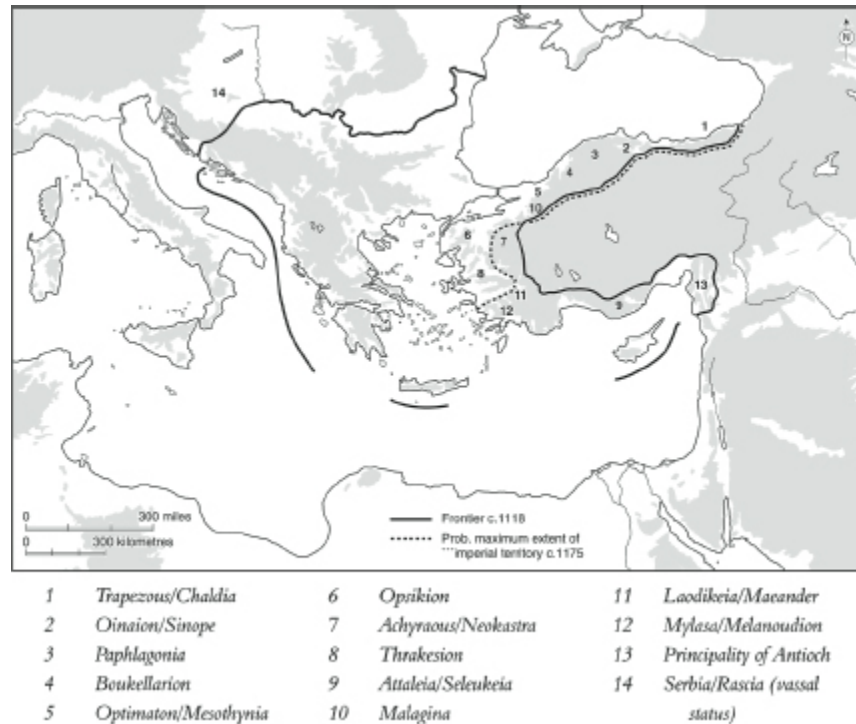 N
14
1
2
3
4
5
10
6
7
8
11
12
9
13
0 300 miles
0 300 kilometres
Frontier c.1118
Prob. maximum extent of
imperial territory c.1175
1 Trapezous/Chaldia
2 Oinaion/Sinope
3 Paphlagonia
4 Boukellarion
5 Optimaton/Mesothynia
6 Opsikion
7 Achyraous/Neokastra
8 Thrakesion
9 Attaleia/Seleukeia
10 Malagina
11 Laodikeia/Maeander
12 Mylasa/Melanoudion
13 Principality of Antioch
14 Serbia/Rascia (vassal
status)